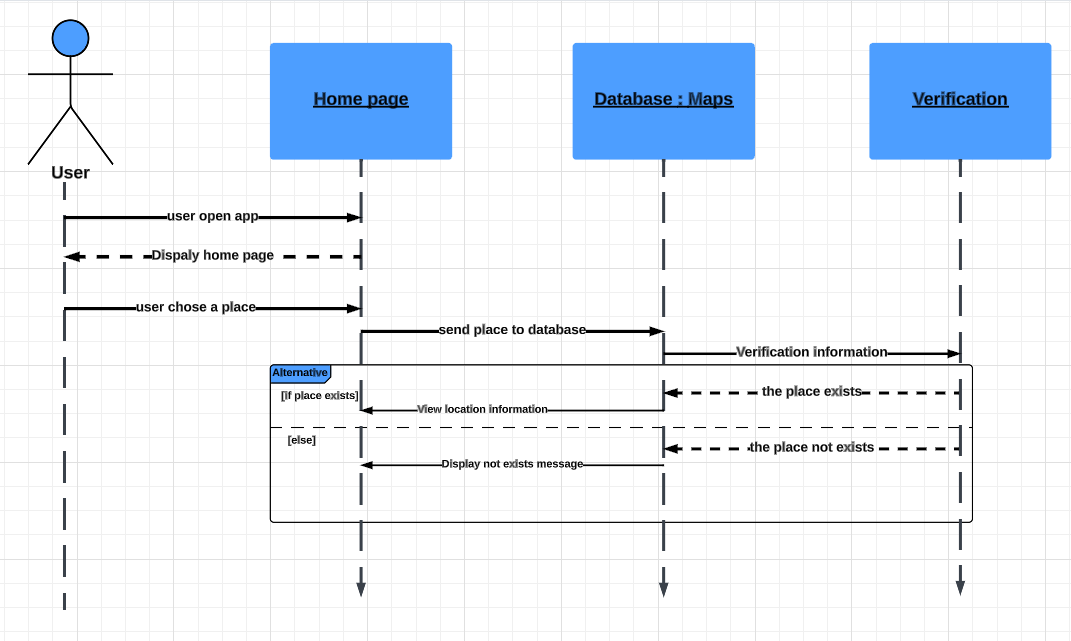 Home page
Database : Maps
Verification
User
user open app
Dispaly home page
user chose a place
send place to database
Verification information
Alternative
[if place exists]
the place exists
View location information
[else]
the place not exists
Display not exists message